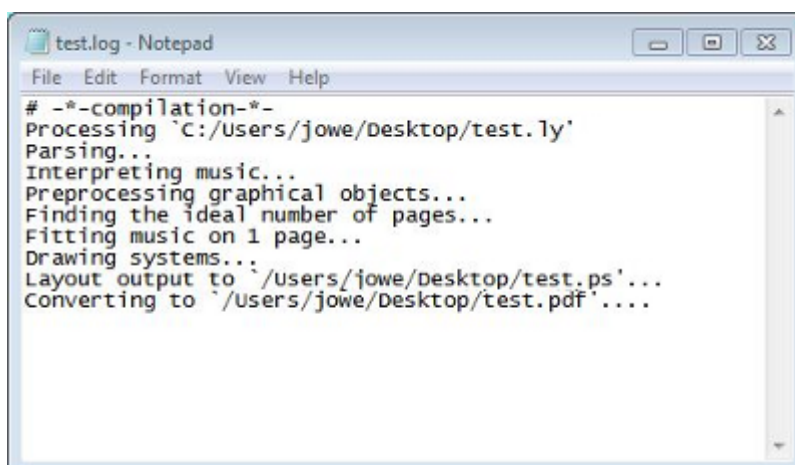 test.log - Notepad
File Edit Format View Help
# -*-compilation-*-
Processing `C:/Users/jowe/Desktop/test.ly'
Parsing...
Interpreting music...
Preprocessing graphical objects...
Finding the ideal number of pages...
Fitting music on 1 page...
Drawing systems...
Layout output to `/Users/jowe/Desktop/test.ps'...
Converting to `/Users/jowe/Desktop/test.pdf'....